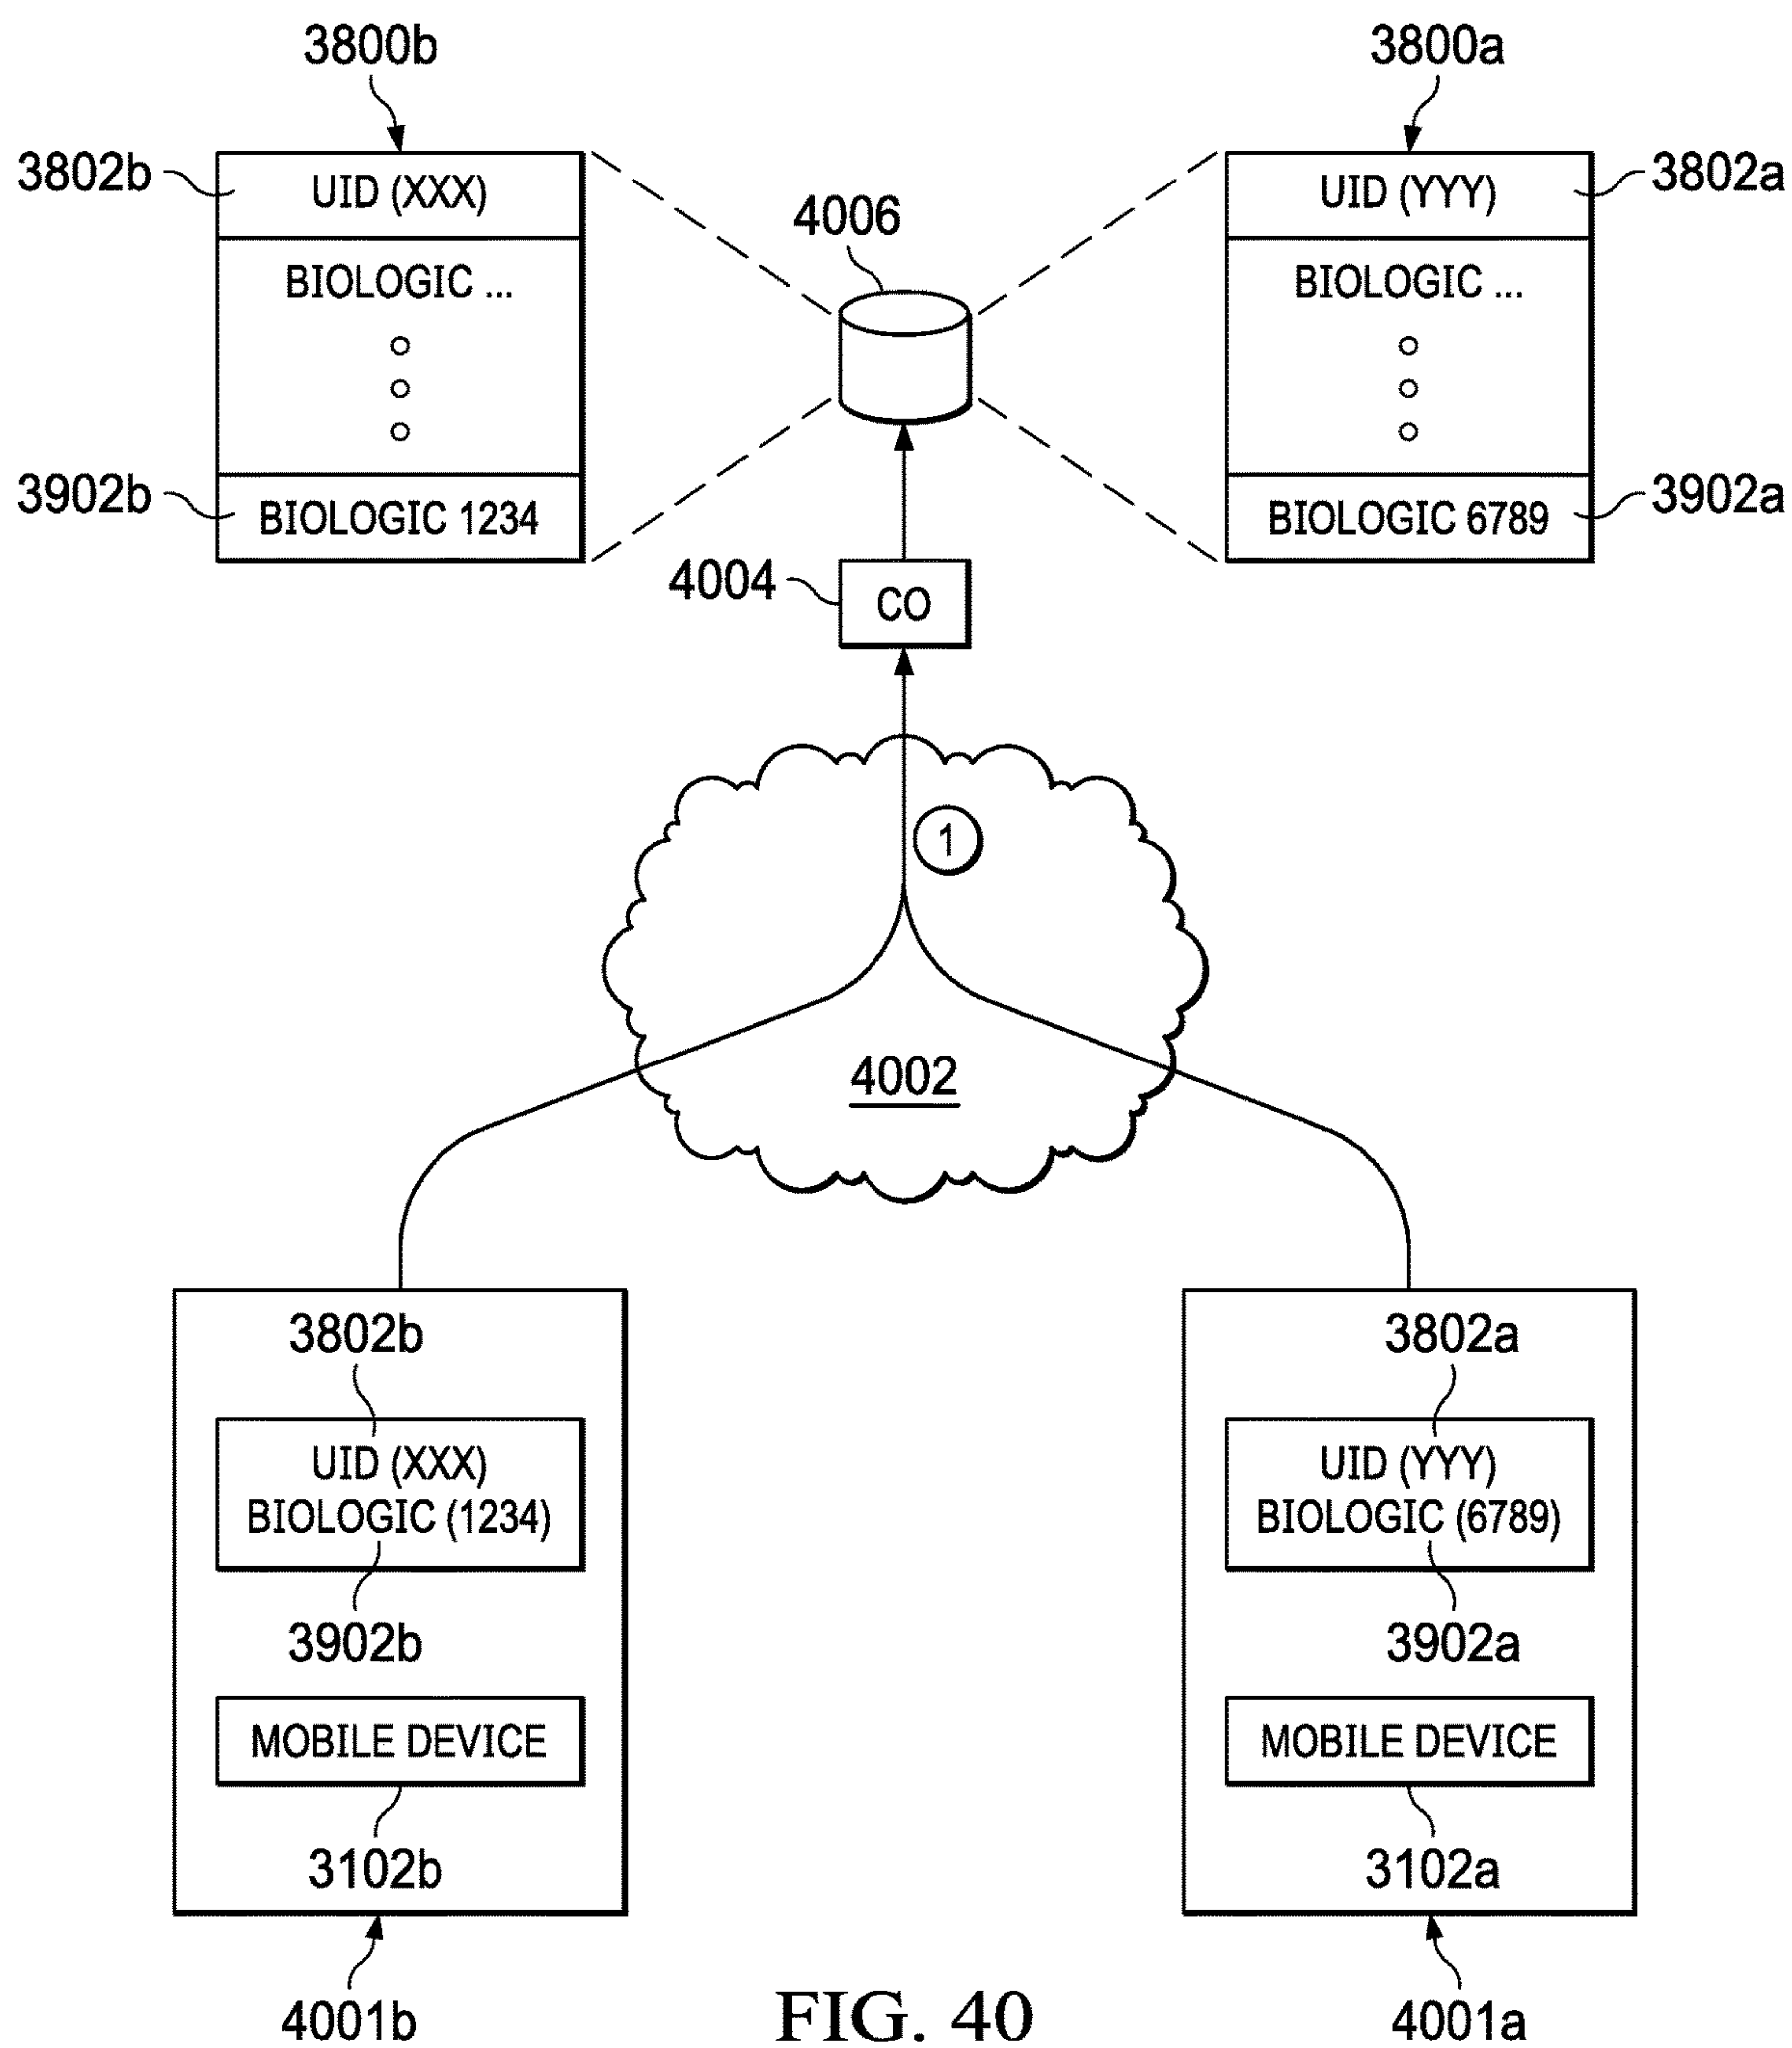 3800b
3800a
3802b
UID (XXX)
UID (YYY)
3802a
4006
BIOLOGIC ...
BIOLOGIC ...
3902b
BIOLOGIC 1234
BIOLOGIC 6789
3902a
4004
CO
1
4002
3802b
3802a
UID (XXX)
BIOLOGIC (1234)
UID (YYY)
BIOLOGIC (6789)
3902b
3902a
MOBILE DEVICE
MOBILE DEVICE
3102b
3102a
4001b
FIG. 40
4001a